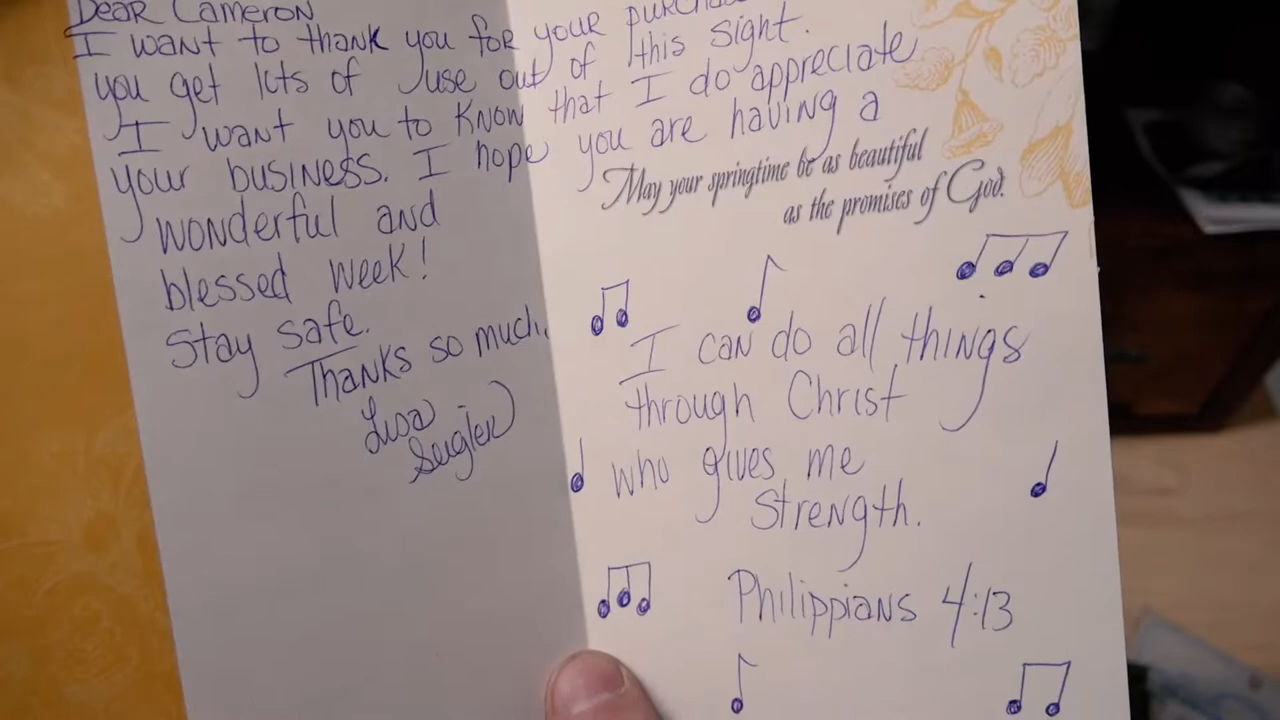 Dear Cameron
I want to thank you for your
you get lots of use out of this sight.
I want you to know that I do appreciate
your business. I hope you are having a
wonderful and
blessed week!
Stay safe.
Thanks so much,
Lisa
Seigler
May your springtime be as beautiful
as the promises of God.
I can do all things
through Christ
who gives me
Strength.
Philippians 4:13